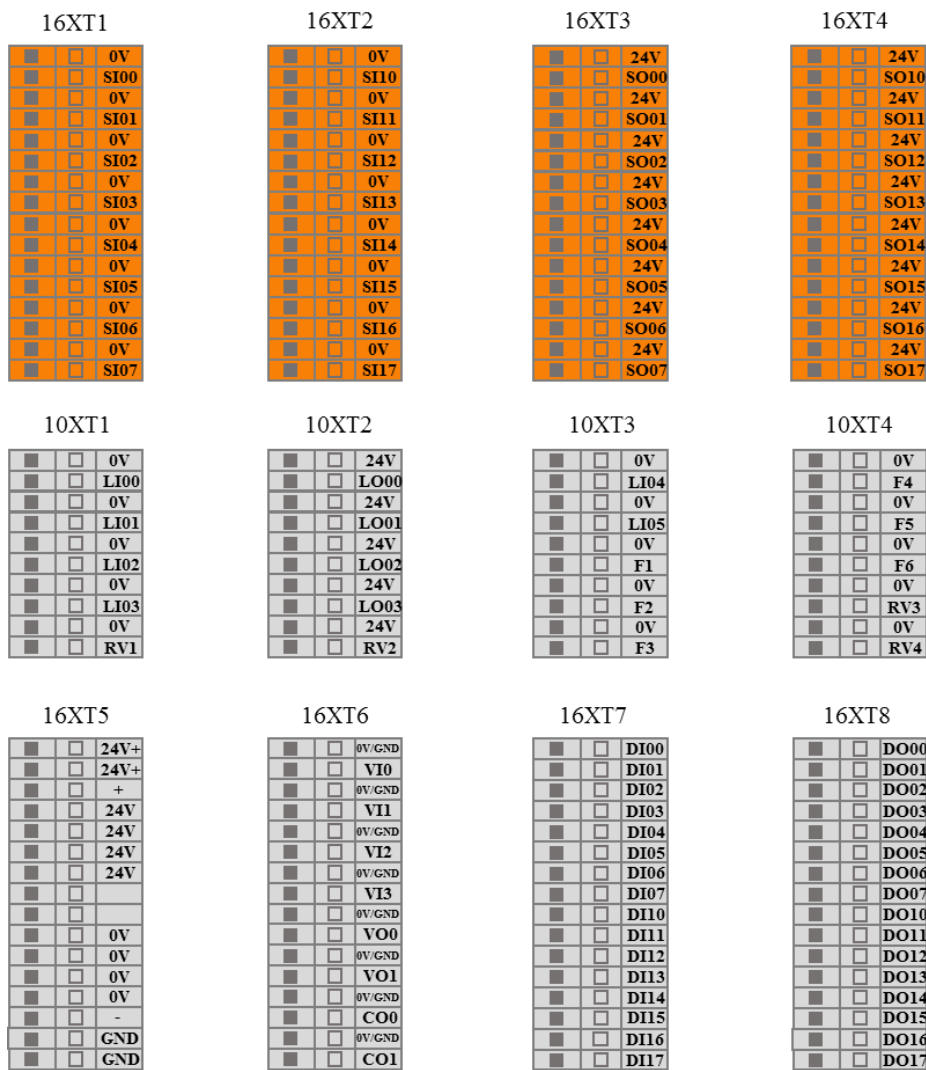 16XT1
0V
SI00
0V
SI01
0V
SI02
0V
SI03
0V
SI04
0V
SI05
0V
SI06
0V
SI07
16XT2
0V
SI10
0V
SI11
0V
SI12
0V
SI13
0V
SI14
0V
SI15
0V
SI16
0V
SI17
16XT3
24V
SO00
24V
SO01
24V
SO02
24V
SO03
24V
SO04
24V
SO05
24V
SO06
24V
SO07
16XT4
24V
SO10
24V
SO11
24V
SO12
24V
SO13
24V
SO14
24V
SO15
24V
SO16
24V
SO17
10XT1
0V
LI00
0V
LI01
0V
LI02
0V
LI03
0V
RV1
10XT2
24V
LO00
24V
LO01
24V
LO02
24V
LO03
24V
RV2
10XT3
0V
LI04
0V
LI05
0V
F1
0V
F2
0V
F3
10XT4
0V
F4
0V
F5
0V
F6
0V
RV3
0V
RV4
16XT5
24V+
24V+
+
24V
24V
24V
24V
0V
0V
0V
0V
-
GND
GND
16XT6
0V/GND
VI0
0V/GND
VI1
0V/GND
VI2
0V/GND
VI3
0V/GND
VO0
0V/GND
VO1
0V/GND
CO0
0V/GND
CO1
16XT7
DI00
DI01
DI02
DI03
DI04
DI05
DI06
DI07
DI10
DI11
DI12
DI13
DI14
DI15
DI16
DI17
16XT8
DO00
DO01
DO02
DO03
DO04
DO05
DO06
DO07
DO10
DO11
DO12
DO13
DO14
DO15
DO16
DO17